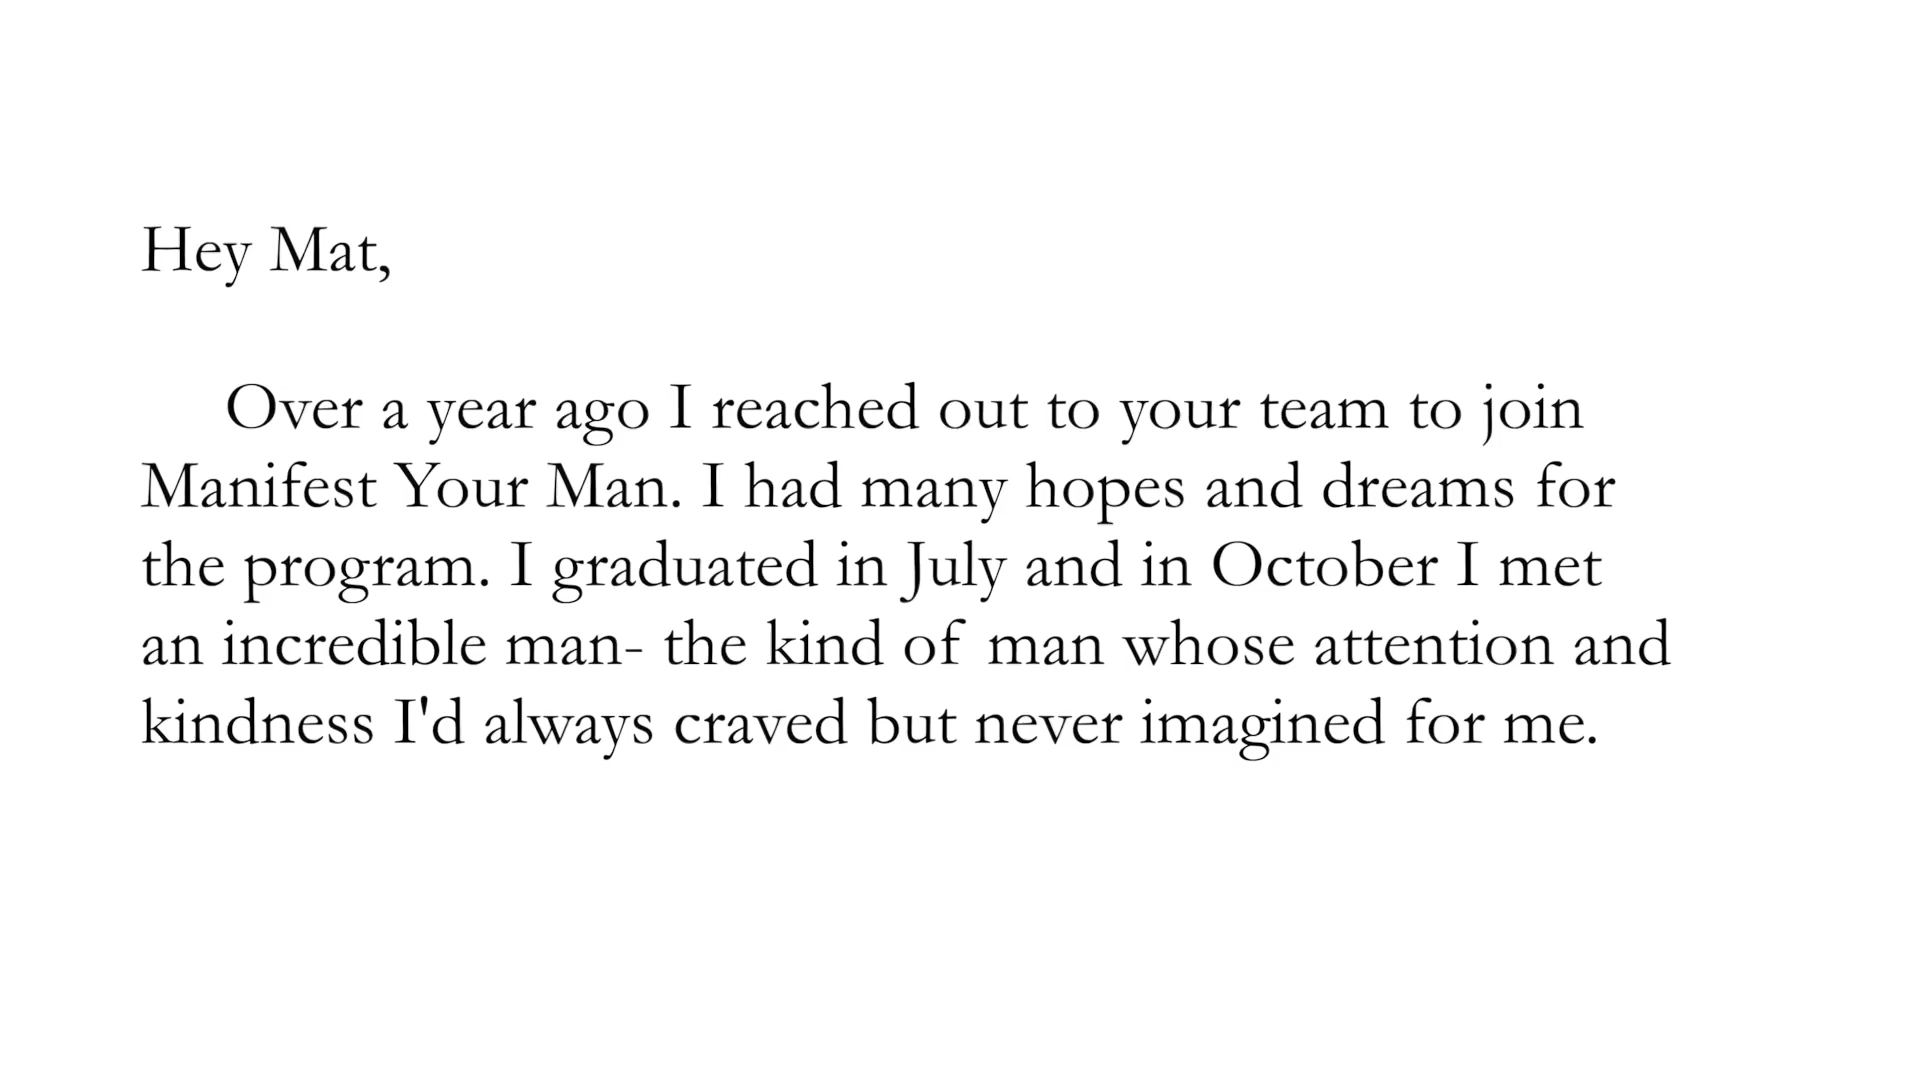 Hey Mat,
Over a year ago I reached out to your team to join
Manifest Your Man. I had many hopes and dreams for
the program. I graduated in July and in October I met
an incredible man- the kind of man whose attention and
kindness I'd always craved but never imagined for me.